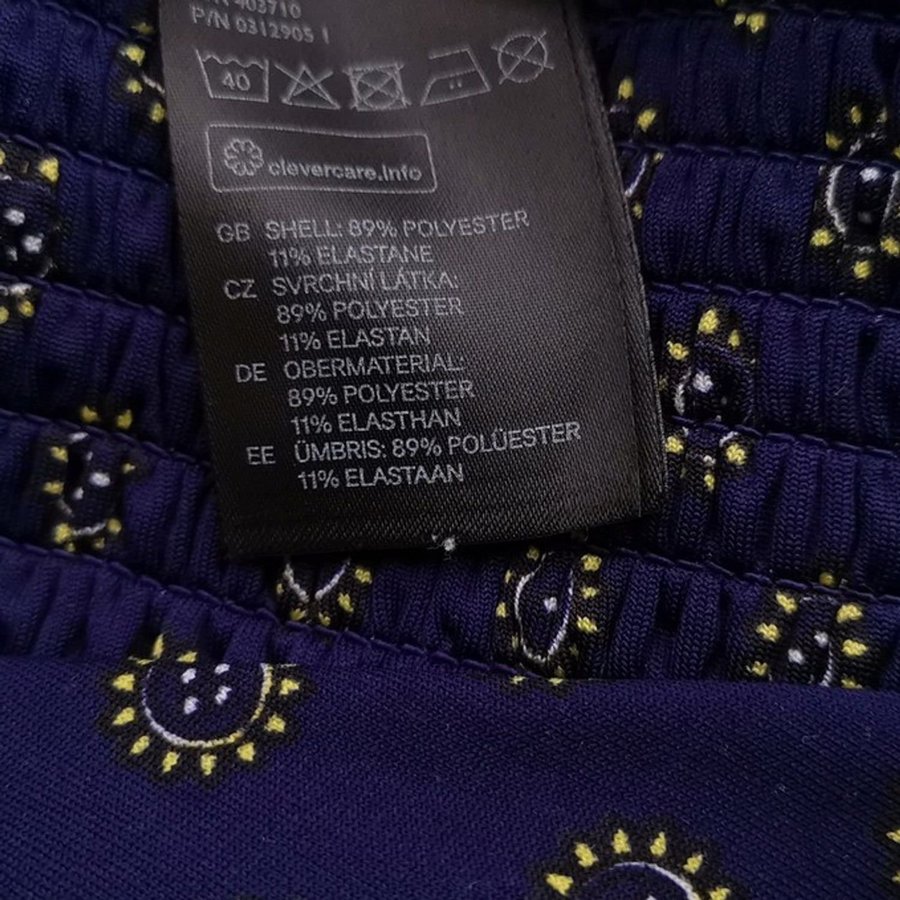 403710
P/N 0312905 1
40
clevercare.info
GB SHELL: 89% POLYESTER
11% ELASTANE
CZ SVRCHNÍ LÁTKA:
89% POLYESTER
11% ELASTAN
DE OBERMATERIAL:
89% POLYESTER
11% ELASTHAN
EE ÜMBRIS: 89% POLÜESTER
11% ELASTAAN